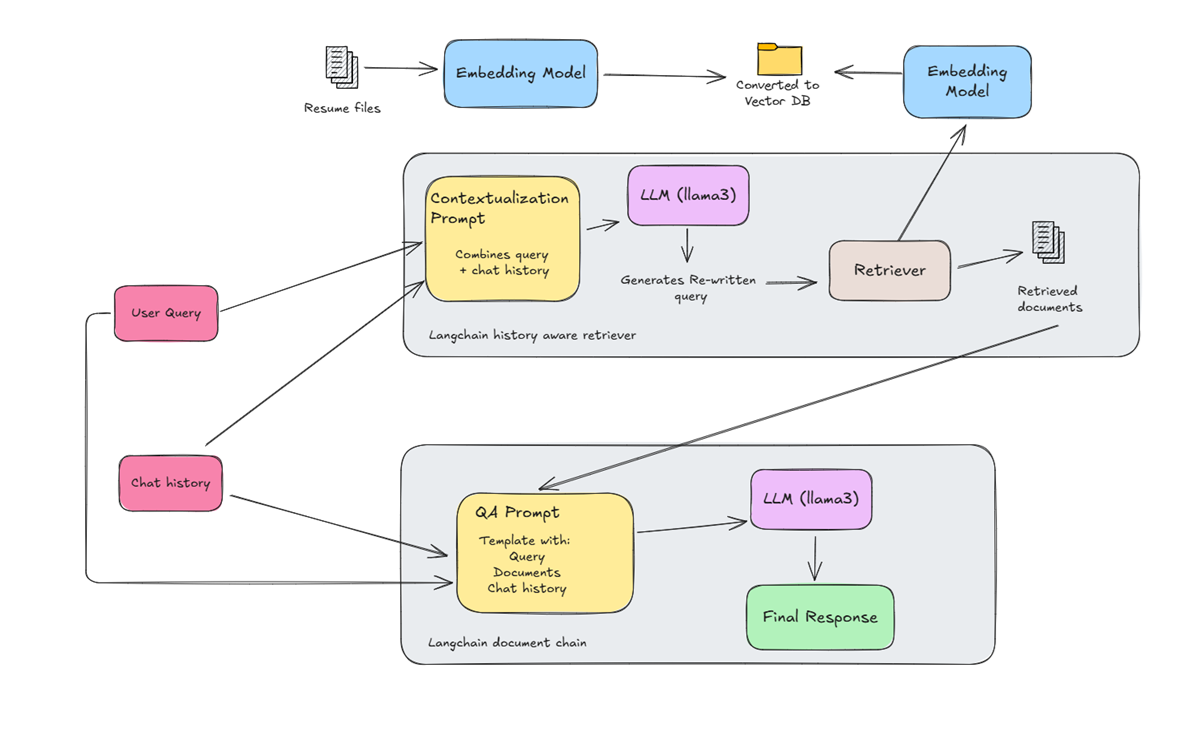 Resume files
Embedding Model
Converted to
Vector DB
Embedding
Model
Contextualization
Prompt
Combines query
+ chat history
LLM (llama3)
Generates Re-written
query
Retriever
Retrieved
documents
Langchain history aware retriever
User Query
Chat history
QA Prompt
Template with:
Query
Documents
Chat history
LLM (llama3)
Final Response
Langchain document chain